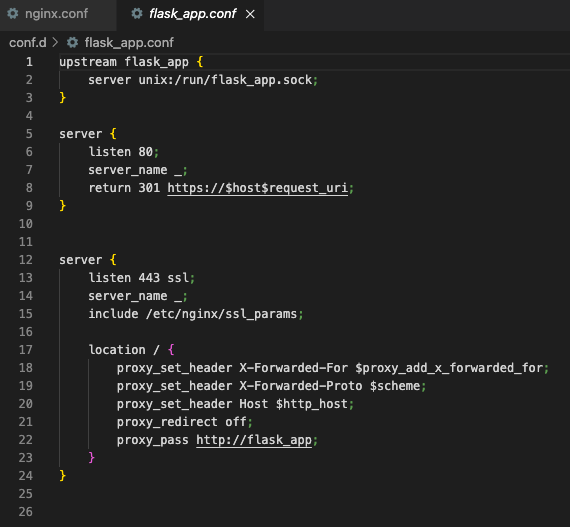 nginx.conf
flask_app.conf ×
conf.d > flask_app.conf
1 upstream flask_app {
2     server unix:/run/flask_app.sock;
3 }
4
5 server {
6     listen 80;
7     server_name _;
8     return 301 https://$host$request_uri;
9 }
10
11
12 server {
13     listen 443 ssl;
14     server_name _;
15     include /etc/nginx/ssl_params;
16
17     location / {
18         proxy_set_header X-Forwarded-For $proxy_add_x_forwarded_for;
19         proxy_set_header X-Forwarded-Proto $scheme;
20         proxy_set_header Host $http_host;
21         proxy_redirect off;
22         proxy_pass http://flask_app;
23     }
24 }
25
26